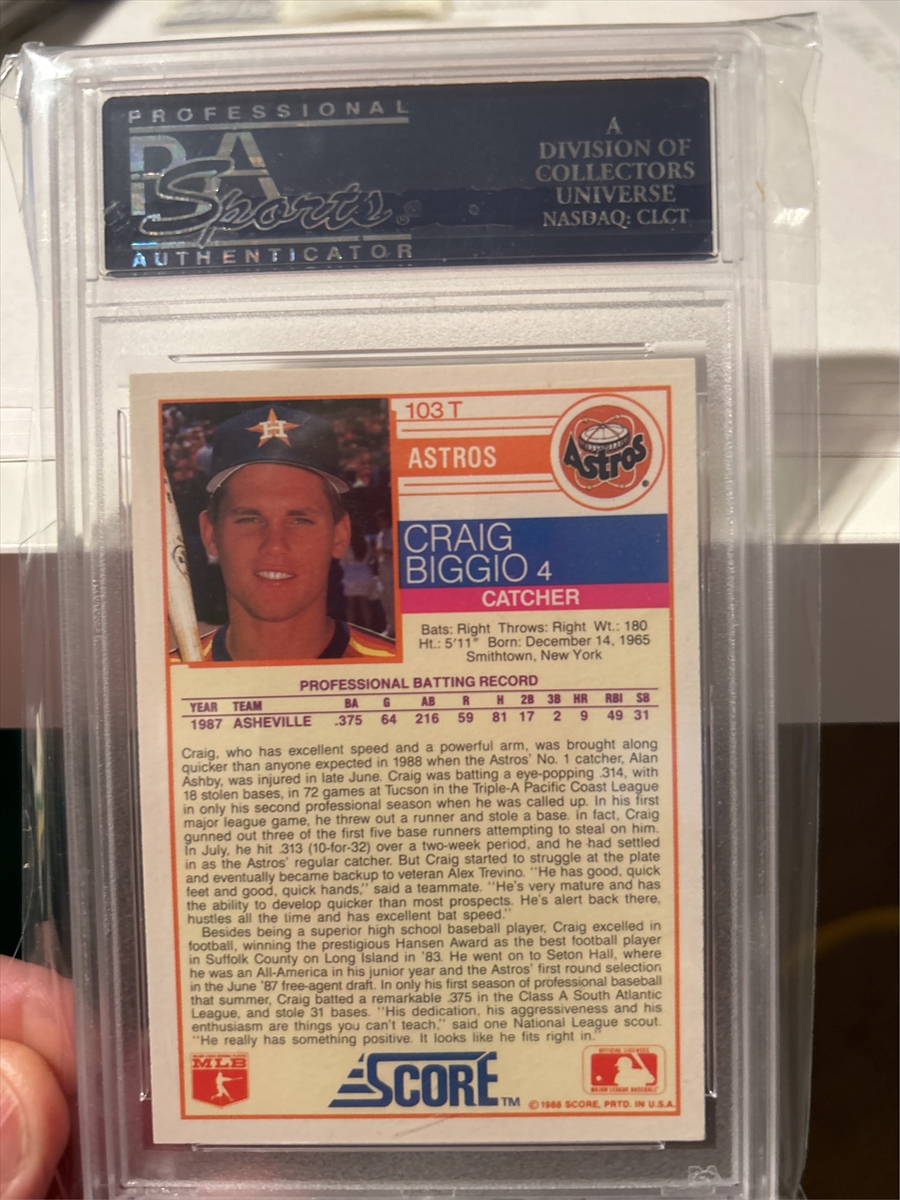 PROFESSIONAL
PSA
Sports
AUTHENTICATOR
A
DIVISION OF
COLLECTORS
UNIVERSE
NASDAQ: CLCT
H
103 T
ASTROS
Astros
CRAIG
BIGGIO 4
CATCHER
Bats: Right Throws: Right Wt.: 180
Ht.: 5'11" Born: December 14, 1965
Smithtown, New York
PROFESSIONAL BATTING RECORD
YEAR TEAM BA G AB R H 2B 3B HR RBI SB
1987 ASHEVILLE .375 64 216 59 81 17 2 9 49 31
Craig, who has excellent speed and a powerful arm, was brought along
quicker than anyone expected in 1988 when the Astros' No. 1 catcher, Alan
Ashby, was injured in late June. Craig was batting a eye-popping .314, with
18 stolen bases, in 72 games at Tucson in the Triple-A Pacific Coast League
in only his second professional season when he was called up. In his first
major league game, he threw out a runner and stole a base. In fact, Craig
gunned out three of the first five base runners attempting to steal on him.
In July, he hit .313 (10-for-32) over a two-week period, and he had settled
in as the Astros' regular catcher. But Craig started to struggle at the plate
and eventually became backup to veteran Alex Trevino. "He has good, quick
feet and good, quick hands," said a teammate. "He's very mature and has
the ability to develop quicker than most prospects. He's alert back there,
hustles all the time and has excellent bat speed."
Besides being a superior high school baseball player, Craig excelled in
football, winning the prestigious Hansen Award as the best football player
in Suffolk County on Long Island in '83. He went on to Seton Hall, where
he was an All-America in his junior year and the Astros' first round selection
in the June '87 free-agent draft. In only his first season of professional baseball
that summer, Craig batted a remarkable .375 in the Class A South Atlantic
League, and stole 31 bases. "His dedication, his aggressiveness and his
enthusiasm are things you can't teach," said one National League scout.
"He really has something positive. It looks like he fits right in."
MLB
SCORE™
OFFICIAL LICENSEE
MAJOR LEAGUE BASEBALL
© 1988 SCORE, PRTD. IN U.S.A.